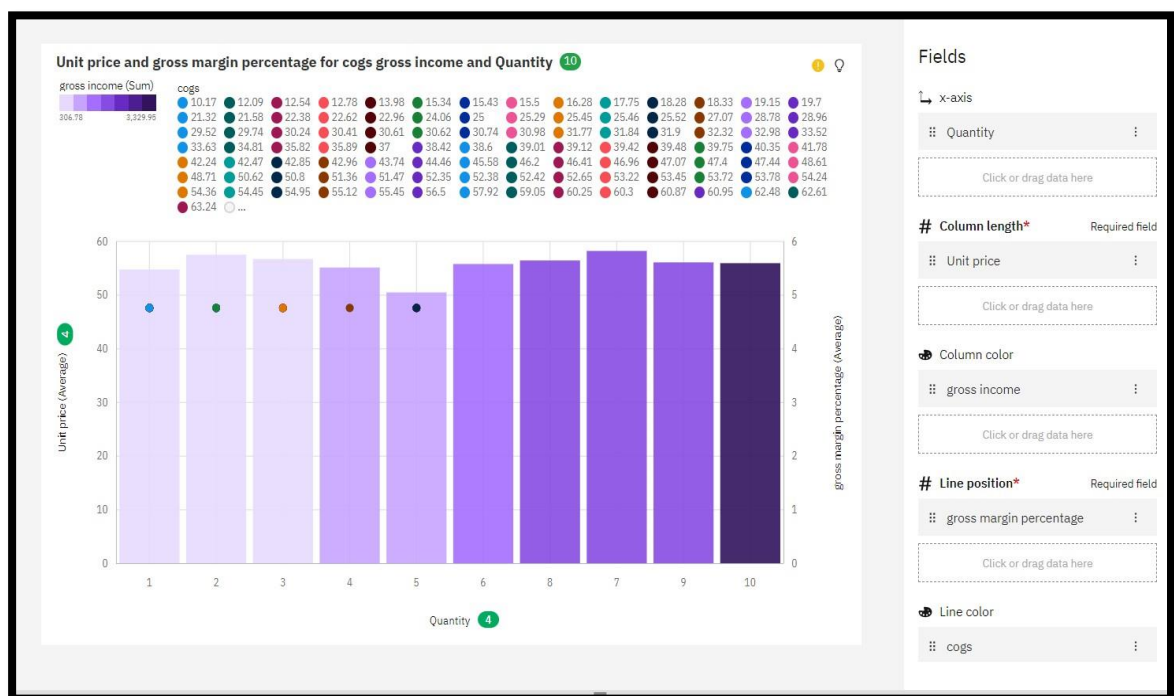 Unit price and gross margin percentage for cogs gross income and Quantity 10
gross income (Sum)
306.78 3,329.95
cogs
10.17 12.09 12.54 12.78 13.98 15.34 15.43 15.5 16.28 17.75 18.28 18.33 19.15 19.7
21.32 21.58 22.38 22.62 22.96 24.06 25 25.29 25.45 25.46 25.52 27.07 28.78 28.96
29.52 29.74 30.24 30.41 30.61 30.62 30.74 30.98 31.77 31.84 31.9 32.32 32.98 33.52
33.63 34.81 35.82 35.89 37 38.42 38.6 39.01 39.12 39.42 39.48 39.75 40.35 41.78
42.24 42.47 42.85 42.96 43.74 44.46 45.58 46.2 46.41 46.96 47.07 47.4 47.44 48.61
48.71 50.62 50.8 51.36 51.47 52.35 52.38 52.42 52.65 53.22 53.45 53.72 53.78 54.24
54.36 54.45 54.95 55.12 55.45 56.5 57.92 59.05 60.25 60.3 60.87 60.95 62.48 62.61
63.24 ...
Unit price (Average) 4
60
50
40
30
20
10
0
6
5
4
3
2
1
0
gross margin percentage (Average)
1 2 3 4 5 6 8 7 9 10
Quantity 4
Fields
x-axis
Quantity
Click or drag data here
# Column length* Required field
Unit price
Click or drag data here
Column color
gross income
Click or drag data here
# Line position* Required field
gross margin percentage
Click or drag data here
Line color
cogs